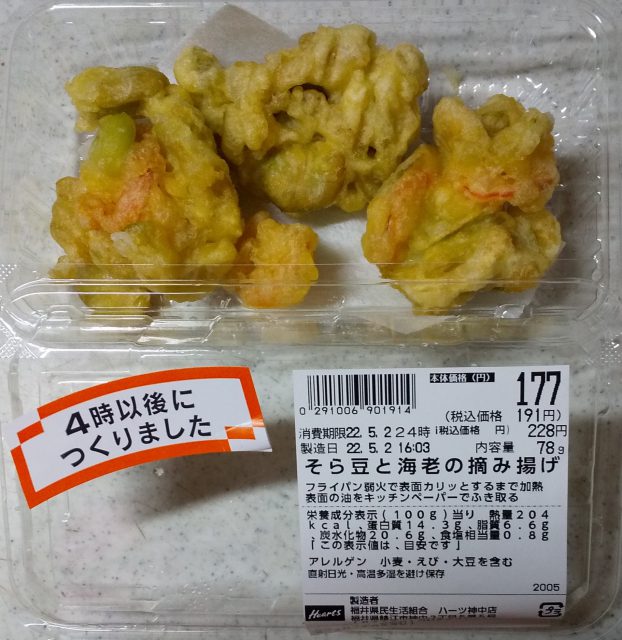 4時以後に
つくりました
本体価格(円) 177
0 291006 901914
(税込価格 191円)
消費期限22.5.2 24時 (税込価格 円) 228円
製造日 22.5.2 16:03 内容量 78g
そら豆と海老の摘み揚げ
フライパン弱火で表面カリッとするまで加熱
表面の油をキッチンペーパーでふき取る
栄養成分表示(100g)当り 熱量204
kcal、蛋白質14.3g、脂質6.6g
、炭水化物20.6g、食塩相当量0.8g
「この表示値は、目安です」
アレルゲン 小麦・えび・大豆を含む
直射日光・高温多湿を避け保存
2005
製造者
Hearts 福井県民生活協同組合 ハーツ神中店